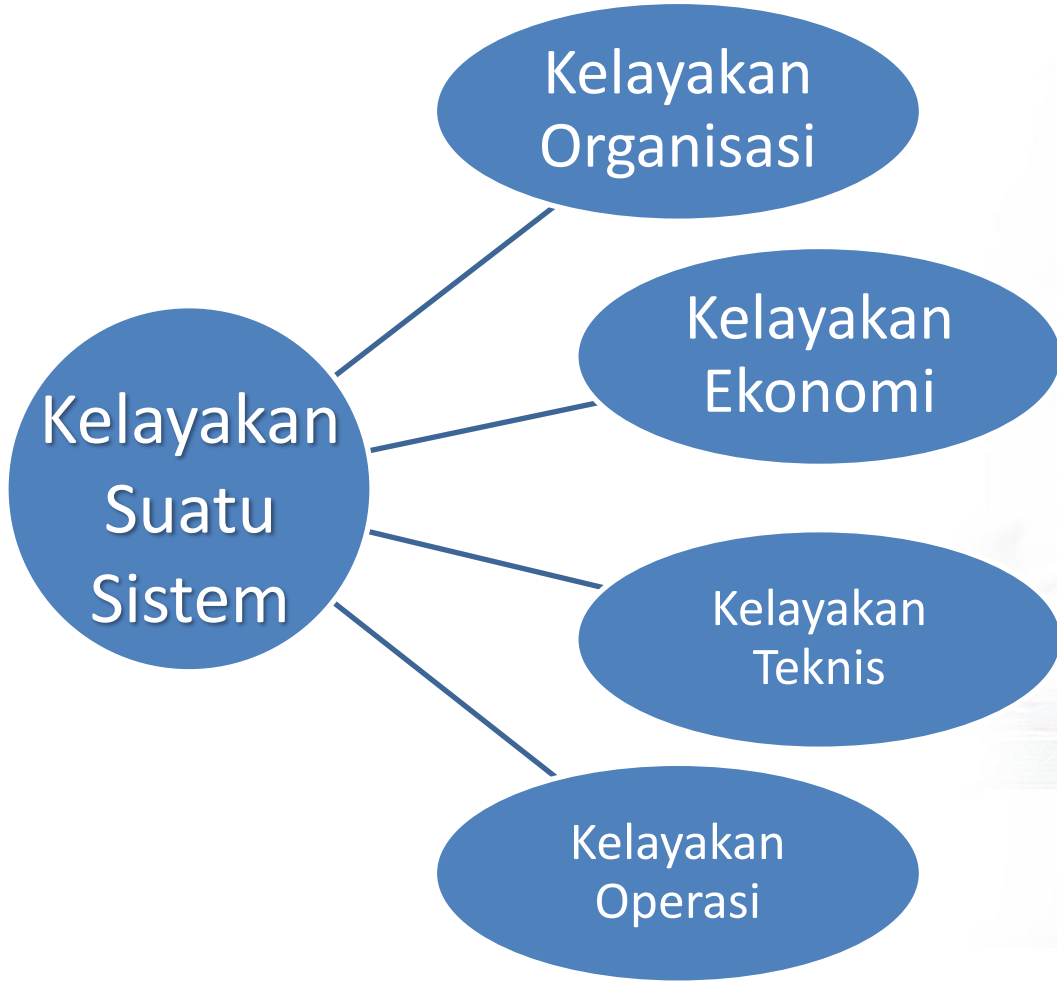 Kelayakan
Organisasi
Kelayakan
Ekonomi
Kelayakan
Suatu
Sistem
Kelayakan
Teknis
Kelayakan
Operasi